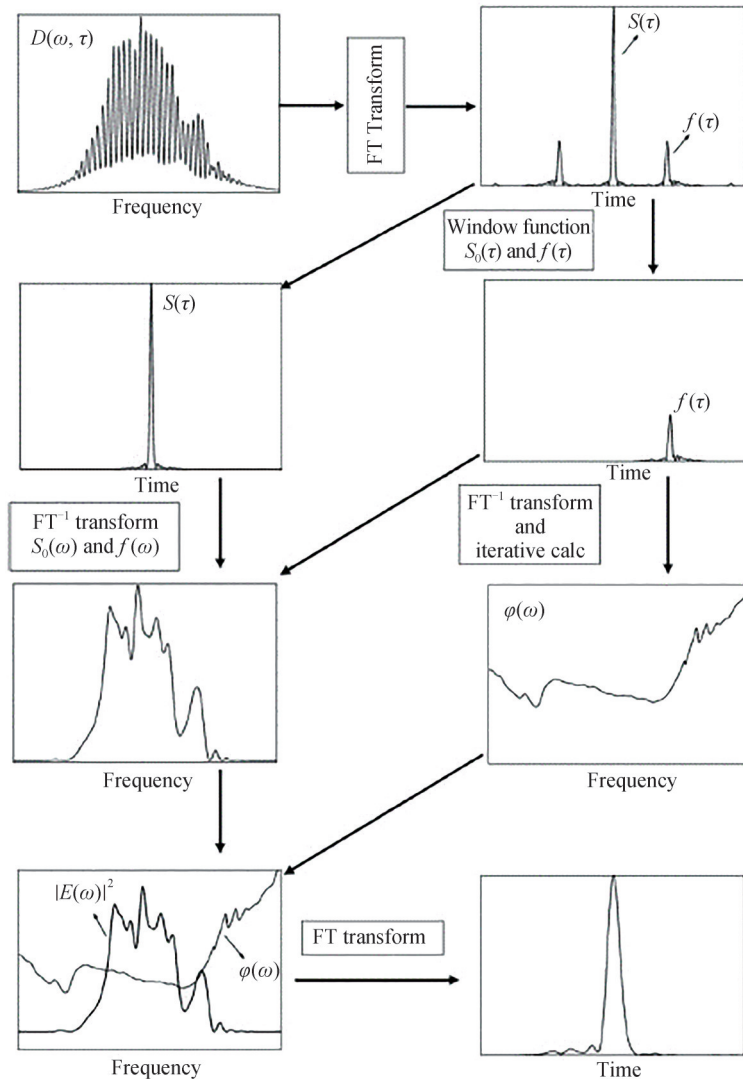 D(ω, τ)
Frequency
FT Transform
S(τ)
f(τ)
Time
Window function
S₀(τ) and f(τ)
S(τ)
Time
f(τ)
Time
FT⁻¹ transform
S₀(ω) and f(ω)
FT⁻¹ transform
and
iterative calc
Frequency
φ(ω)
Frequency
|E(ω)|²
φ(ω)
Frequency
FT transform
Time